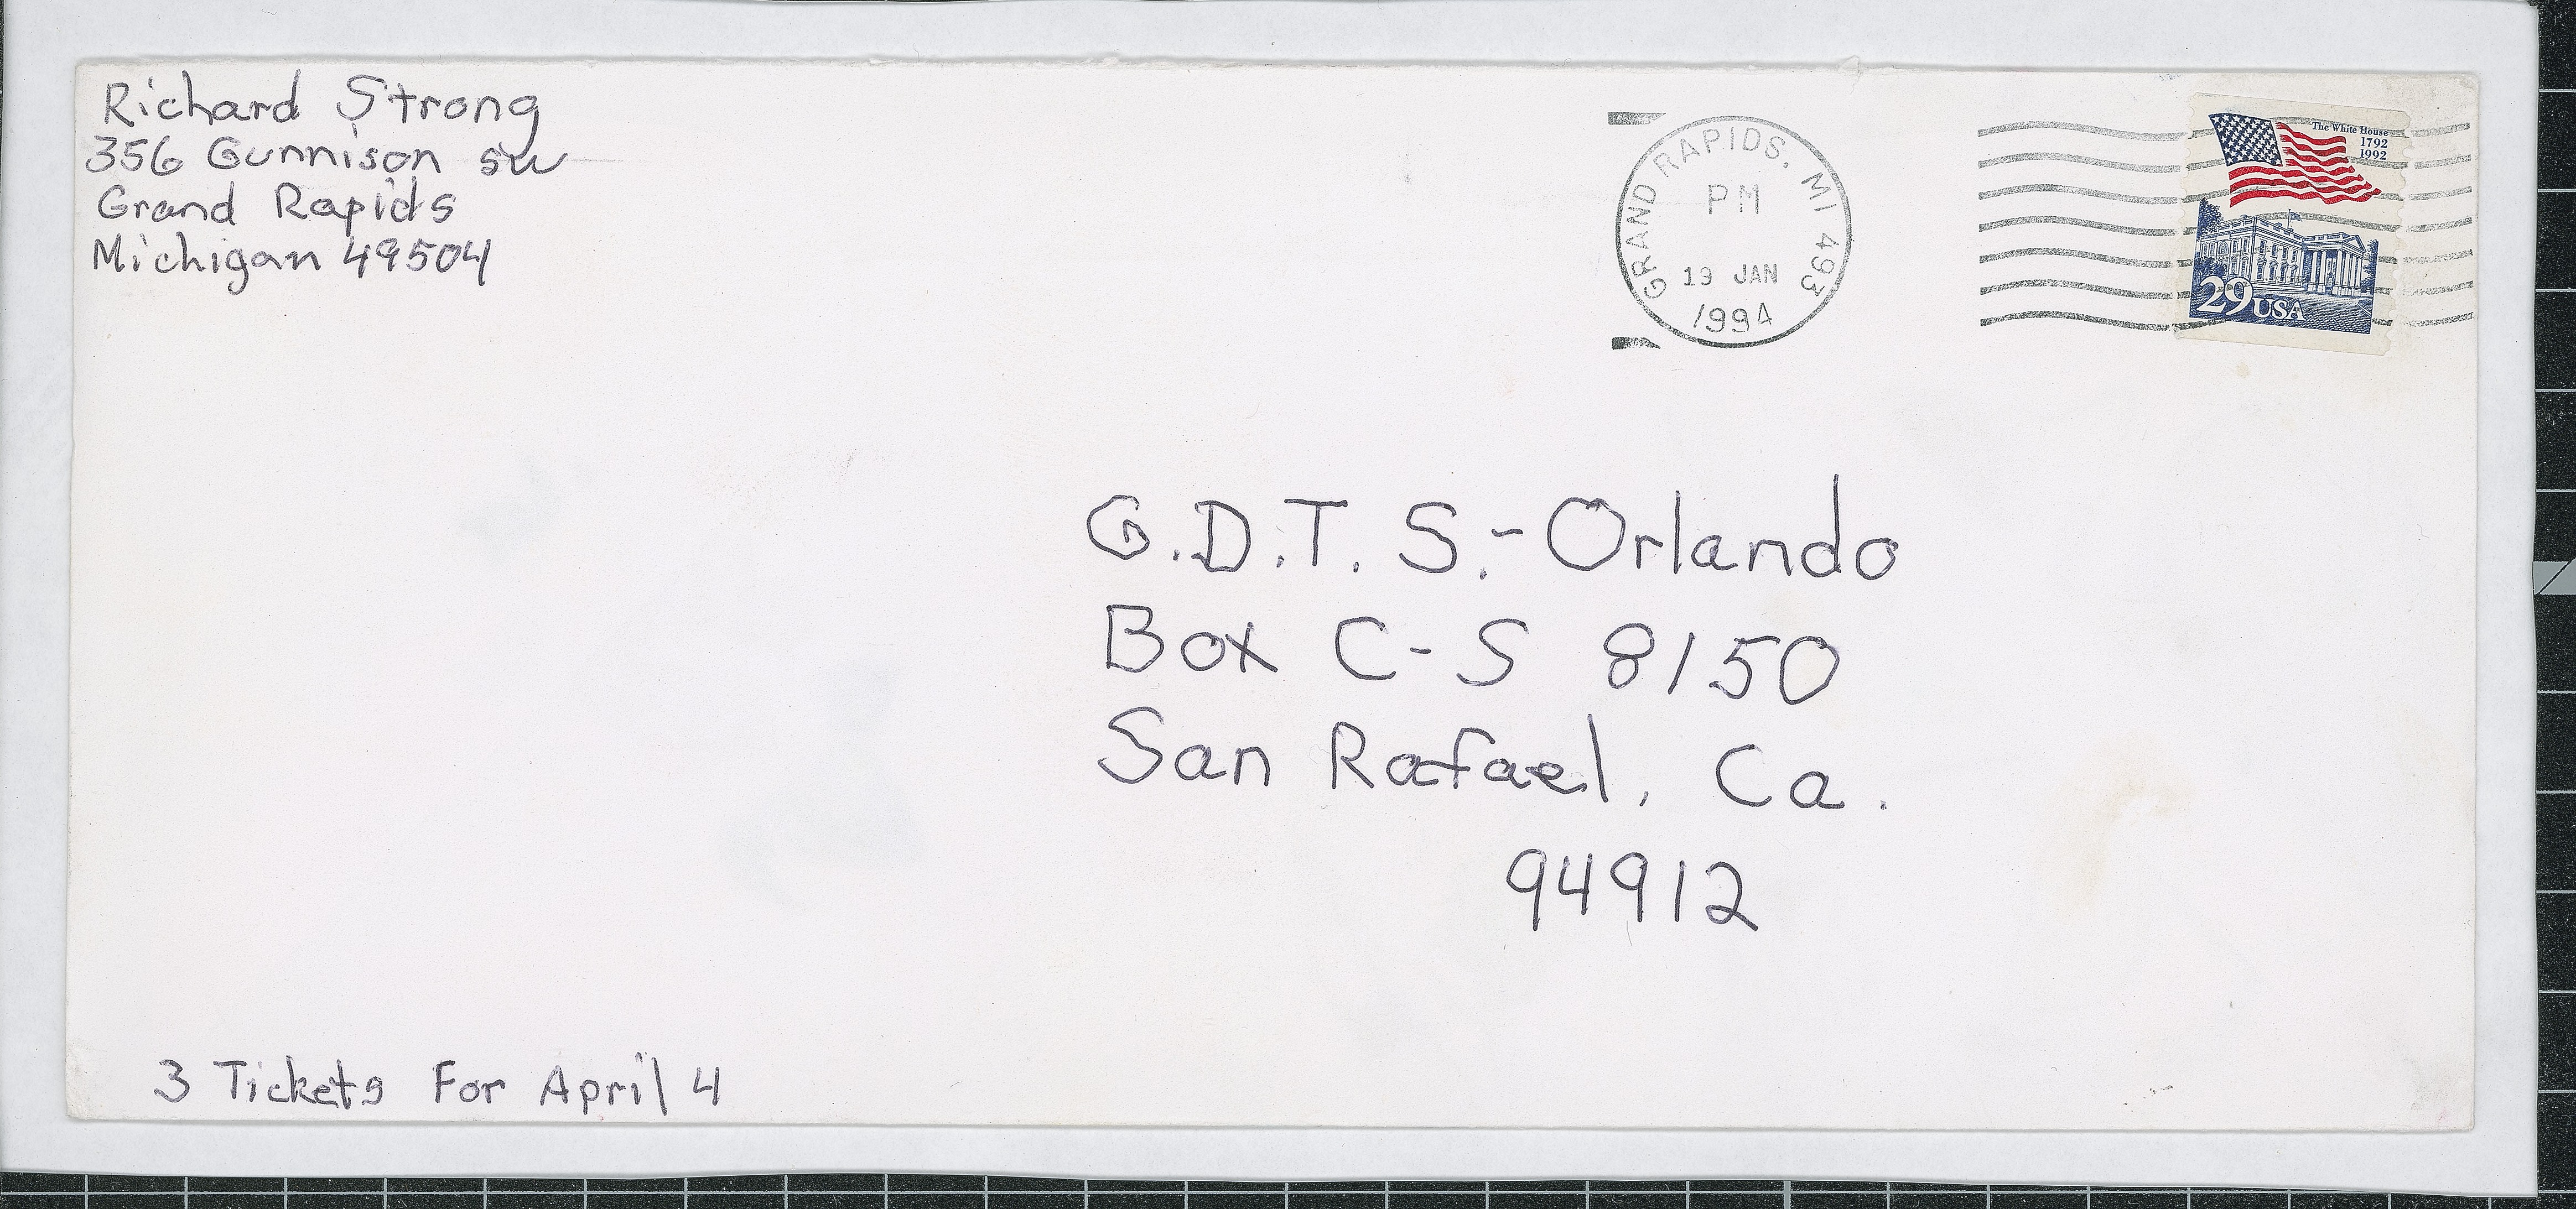 Richard Strong
356 Gunnison SW
Grand Rapids
Michigan 49504
GRAND RAPIDS, MI 493
PM
19 JAN
1994
The White House
1792
1992
29 USA
G.D.T.S.-Orlando
Box C-S 8150
San Rafael, Ca.
94912
3 Tickets For April 4